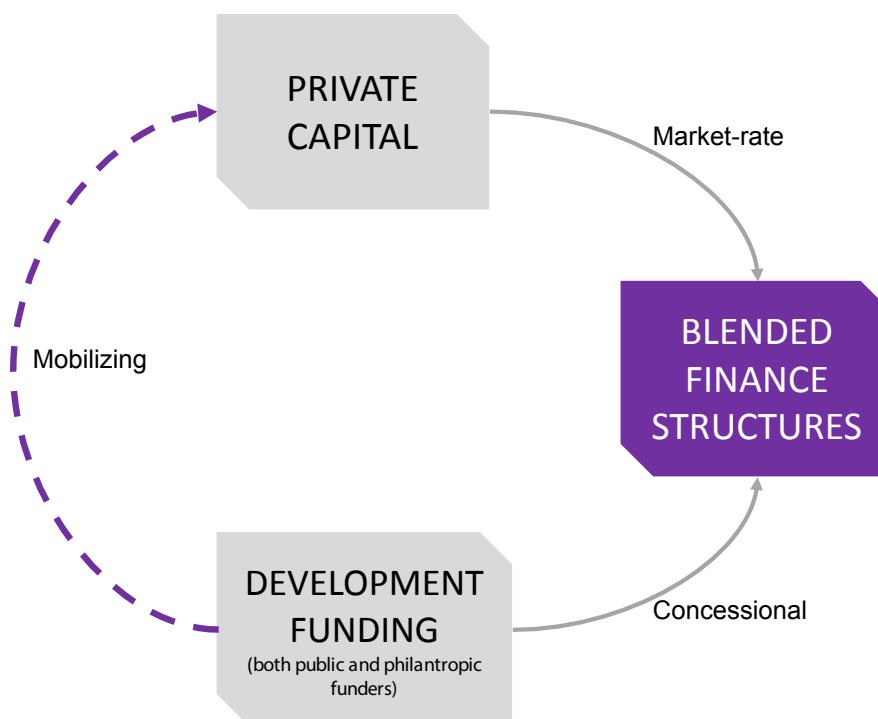 PRIVATE
CAPITAL
Market-rate
BLENDED
FINANCE
STRUCTURES
Mobilizing
DEVELOPMENT
FUNDING
(both public and philantropic
funders)
Concessional